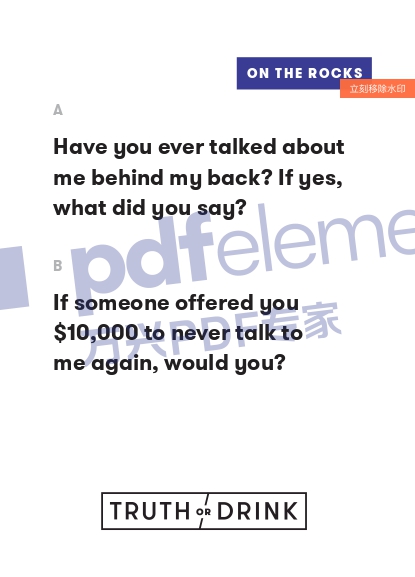 ON THE ROCKS
立刻移除水印
A
Have you ever talked about
me behind my back? If yes,
what did you say?
pdfeleme
B
If someone offered you
$10,000 to never talk to
me again, would you?
万兴PDF专家
TRUTH OR DRINK